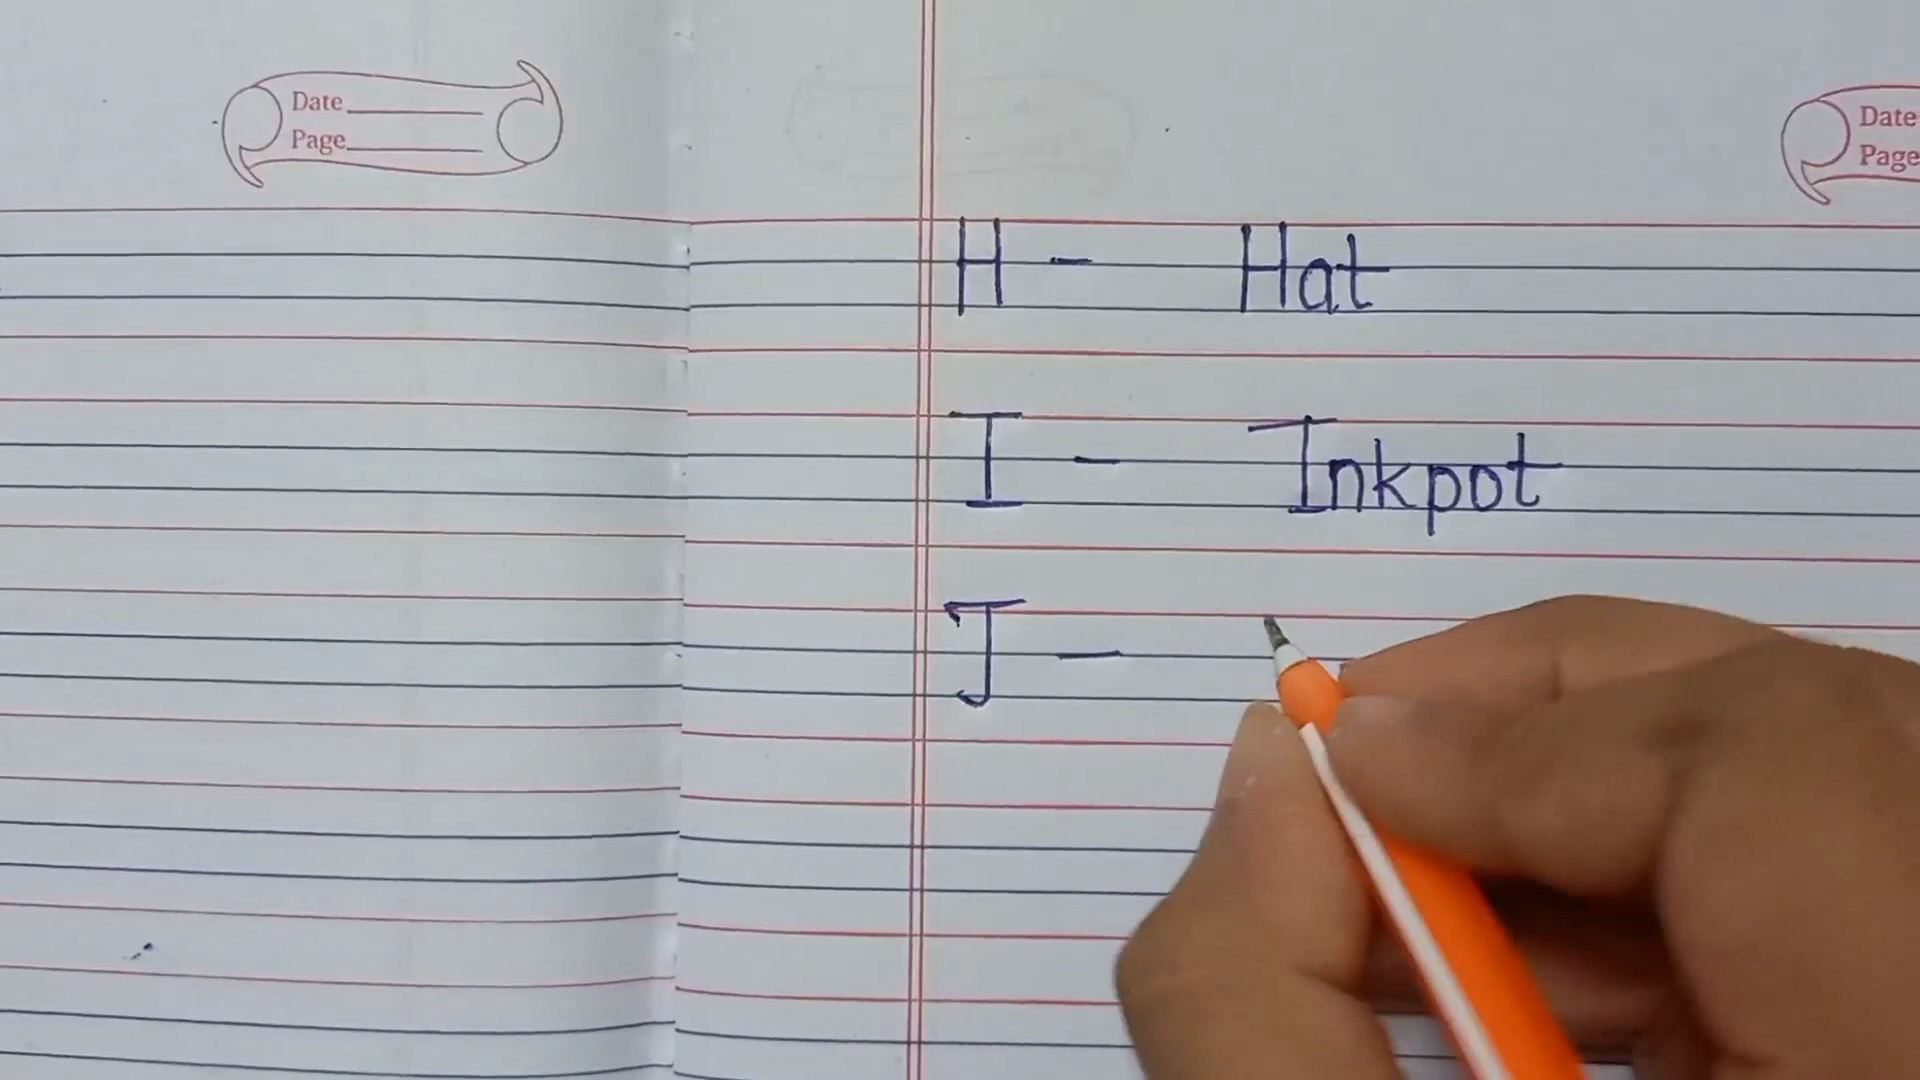 Date
Page
Date
Page
H - Hat
I - Inkpot
J -